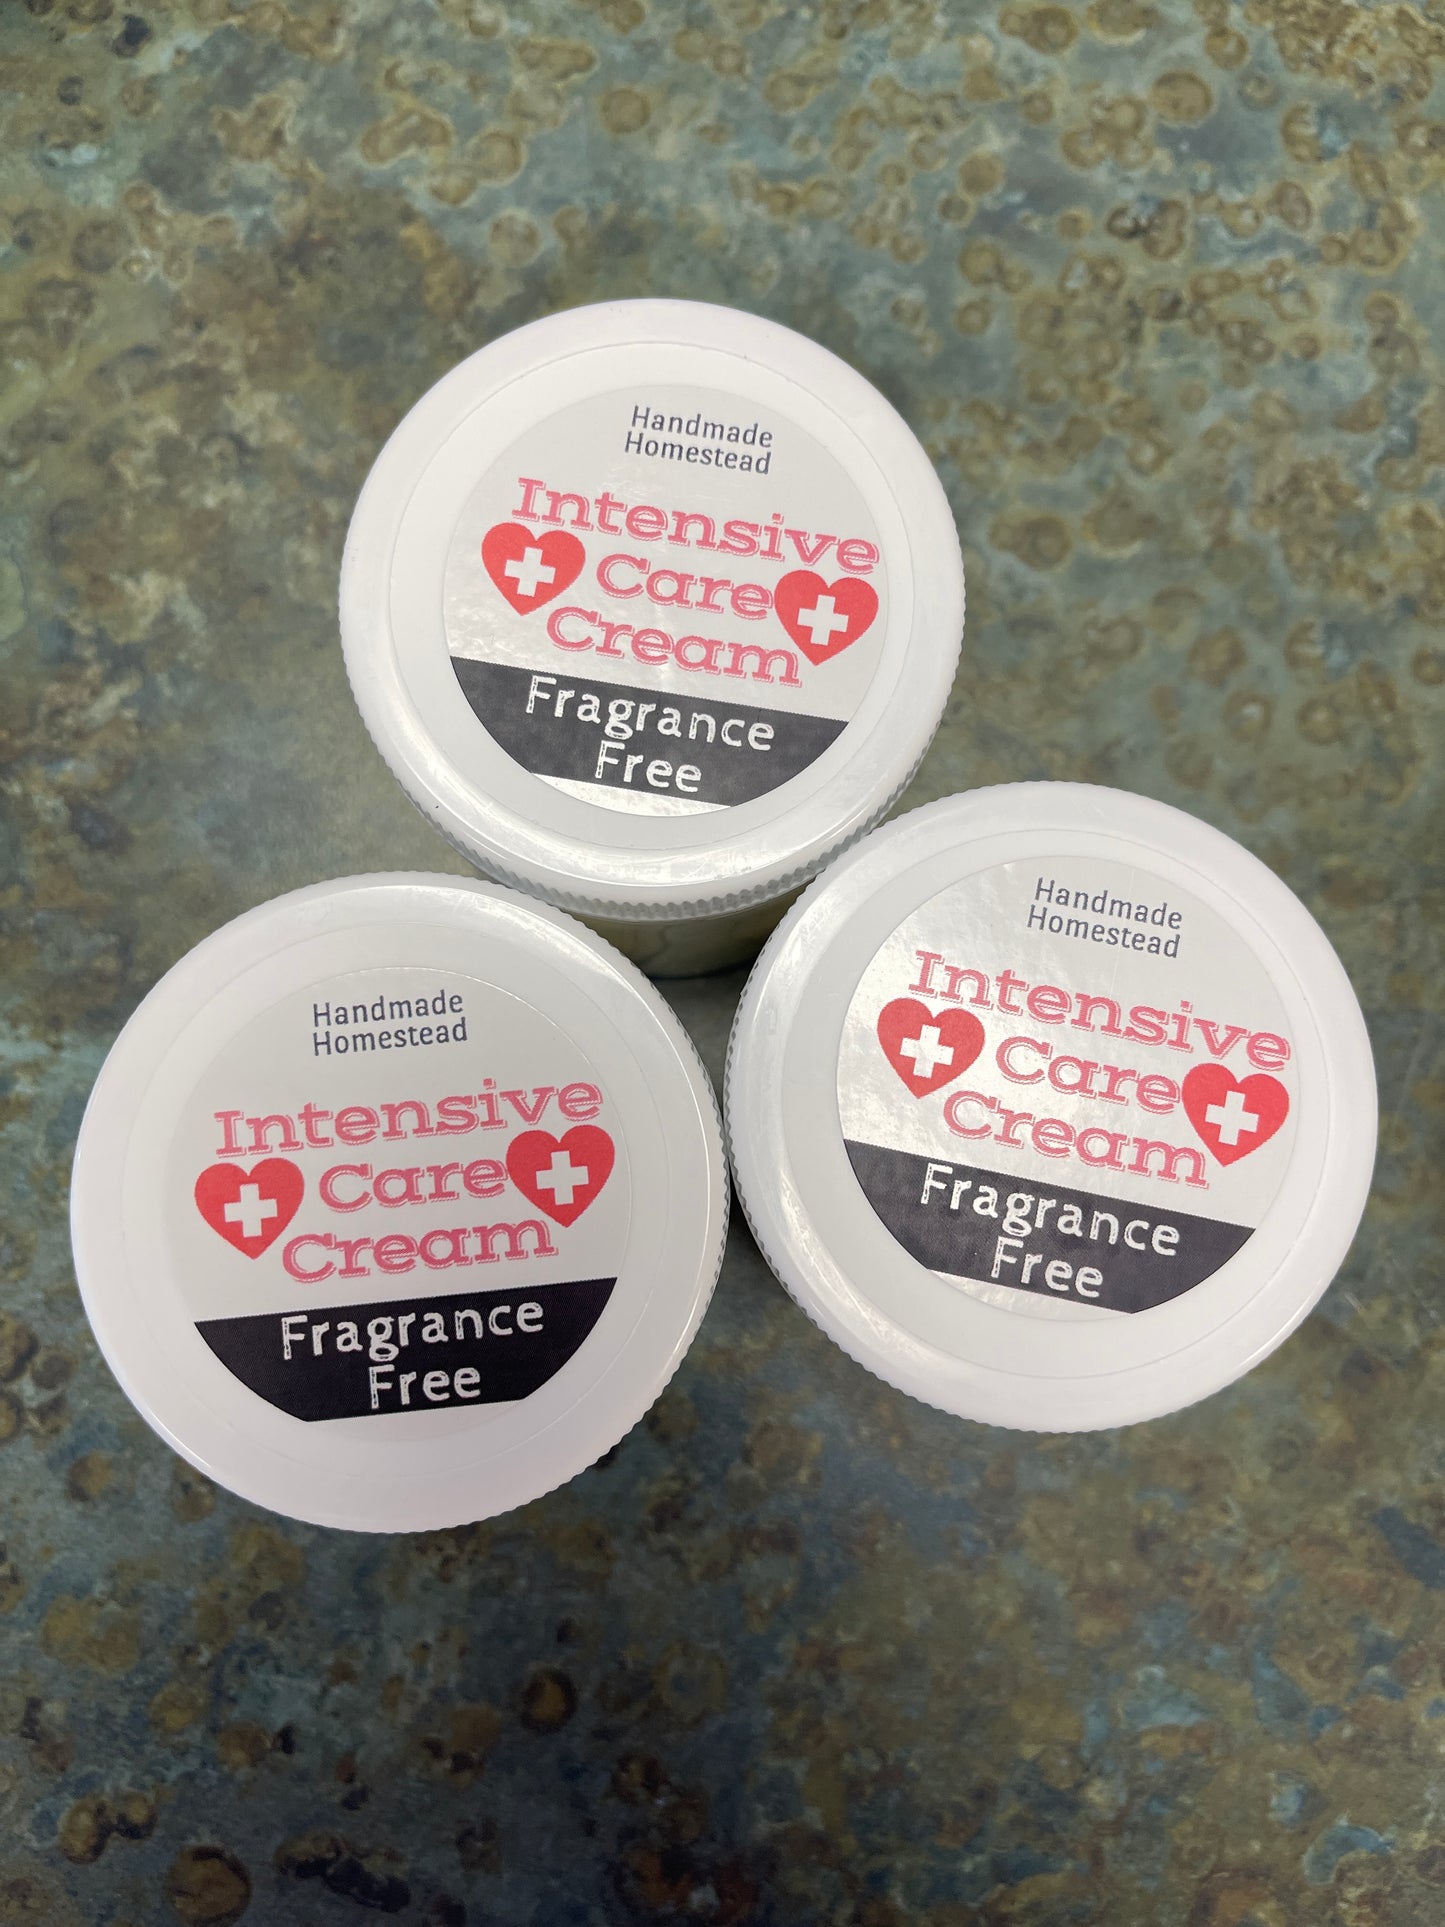 Handmade
Homestead
Intensive
Care
Cream
Fragrance
Free
Handmade
Homestead
Intensive
Care
Cream
Fragrance
Free
Handmade
Homestead
Intensive
Care
Cream
Fragrance
Free